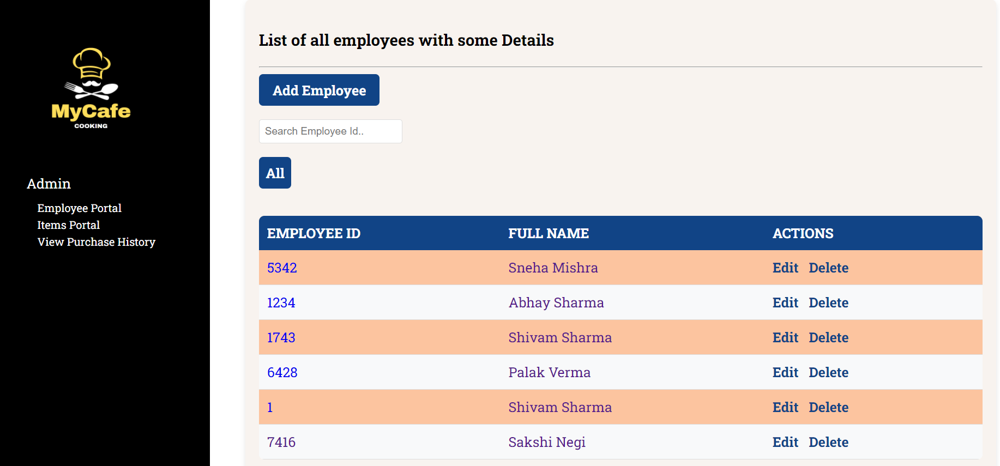 MyCafe
COOKING
Admin
Employee Portal
Items Portal
View Purchase History
List of all employees with some Details
Add Employee
Search Employee Id..
All
EMPLOYEE ID FULL NAME ACTIONS
5342 Sneha Mishra Edit Delete
1234 Abhay Sharma Edit Delete
1743 Shivam Sharma Edit Delete
6428 Palak Verma Edit Delete
1 Shivam Sharma Edit Delete
7416 Sakshi Negi Edit Delete